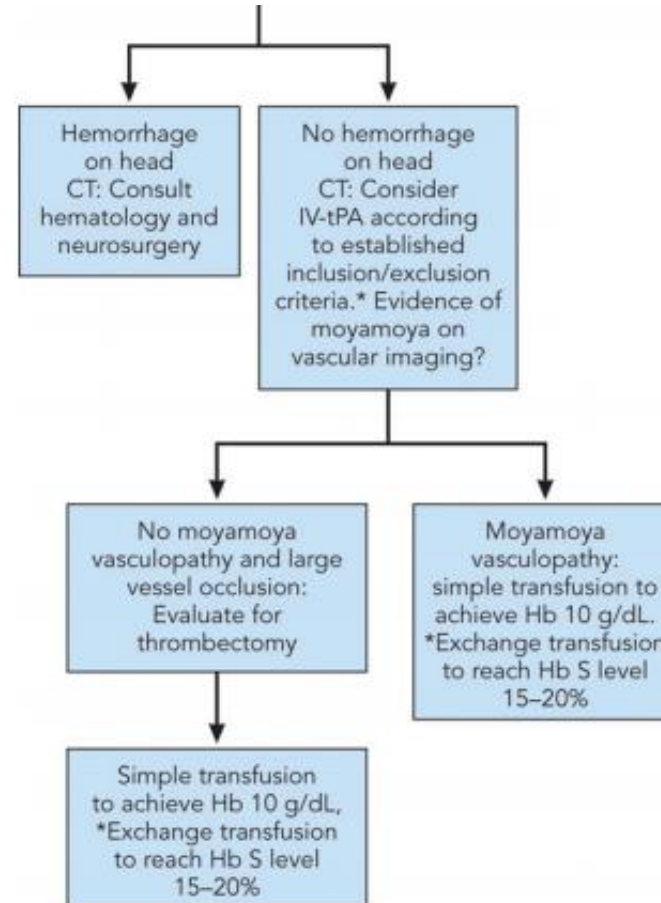 Hemorrhage
on head
CT: Consult
hematology and
neurosurgery
No hemorrhage
on head
CT: Consider
IV-tPA according
to established
inclusion/exclusion
criteria.* Evidence of
moyamoya on
vascular imaging?
No moyamoya
vasculopathy and large
vessel occlusion:
Evaluate for
thrombectomy
Moyamoya
vasculopathy:
simple transfusion to
achieve Hb 10 g/dL.
*Exchange transfusion
to reach Hb S level
15–20%
Simple transfusion
to achieve Hb 10 g/dL,
*Exchange transfusion
to reach Hb S level
15–20%